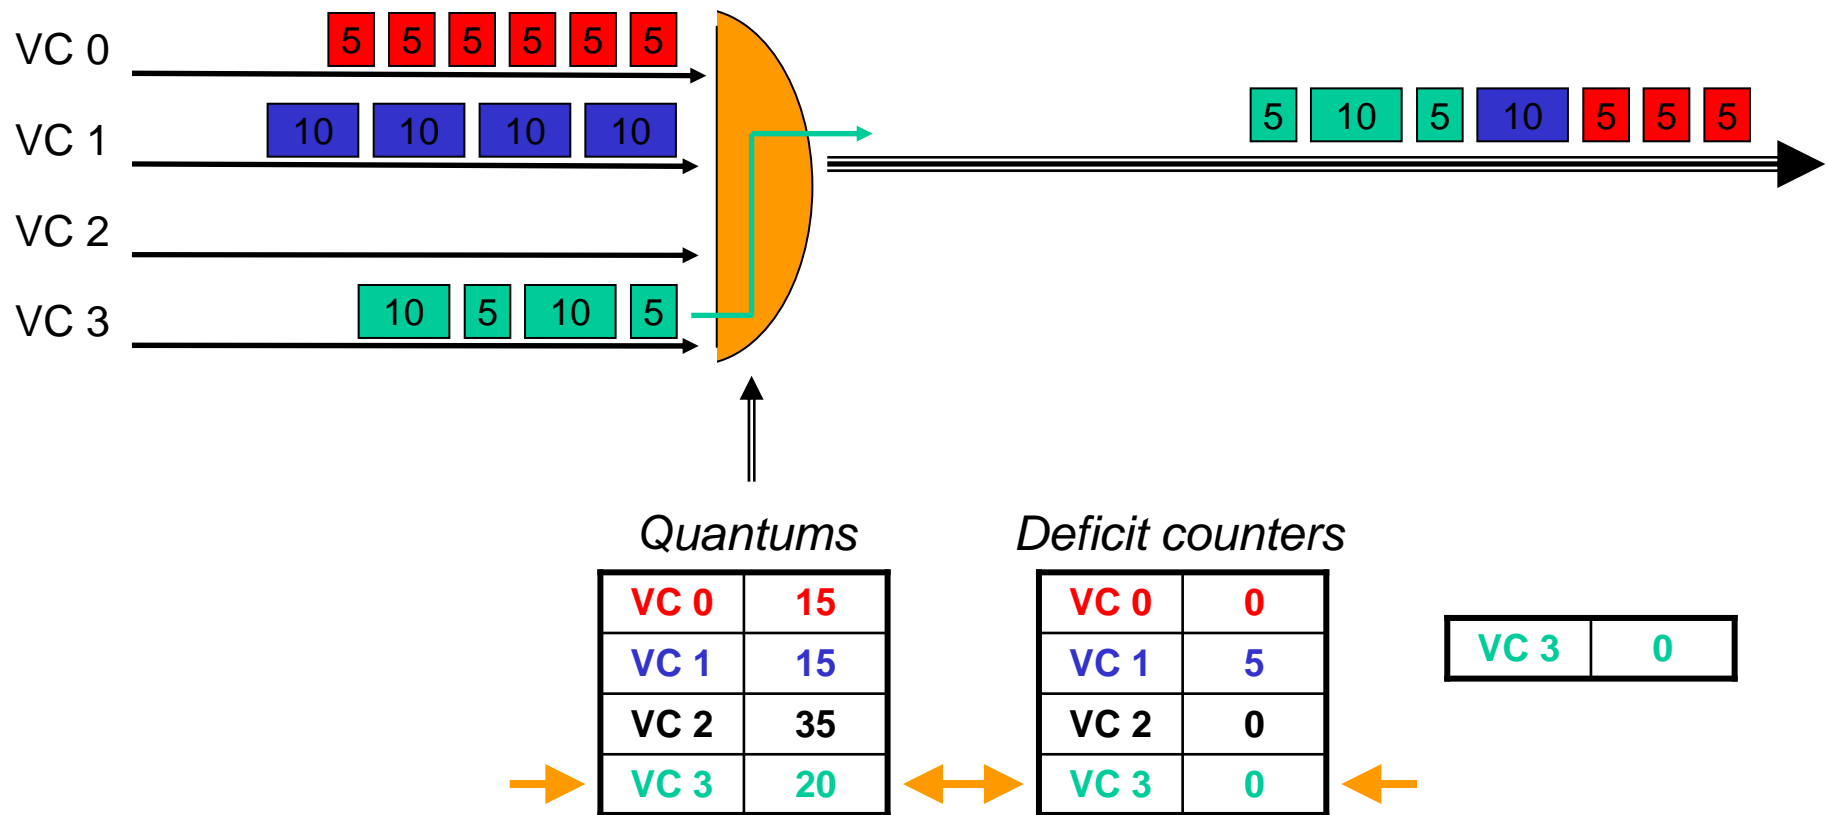 VC 0 5 5 5 5 5 5
VC 1 10 10 10 10
5 10 5 10 5 5 5
VC 2
VC 3 10 5 10 5
Quantums
VC 0 15
VC 1 15
VC 2 35
VC 3 20
Deficit counters
VC 0 0
VC 1 5
VC 2 0
VC 3 0
VC 3 0